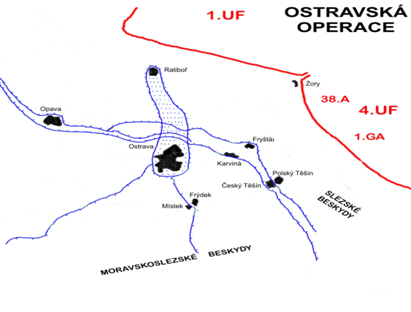 OSTRAVSKÁ
OPERACE
1.UF
Ratiboř
Žory
38.A
4.UF
1.GA
Opava
Ostrava
Fryštát
Karviná
Polský Těšín
Český Těšín
Frýdek
Místek
SLEZSKÉ
BESKYDY
MORAVSKOSLEZSKÉ BESKYDY